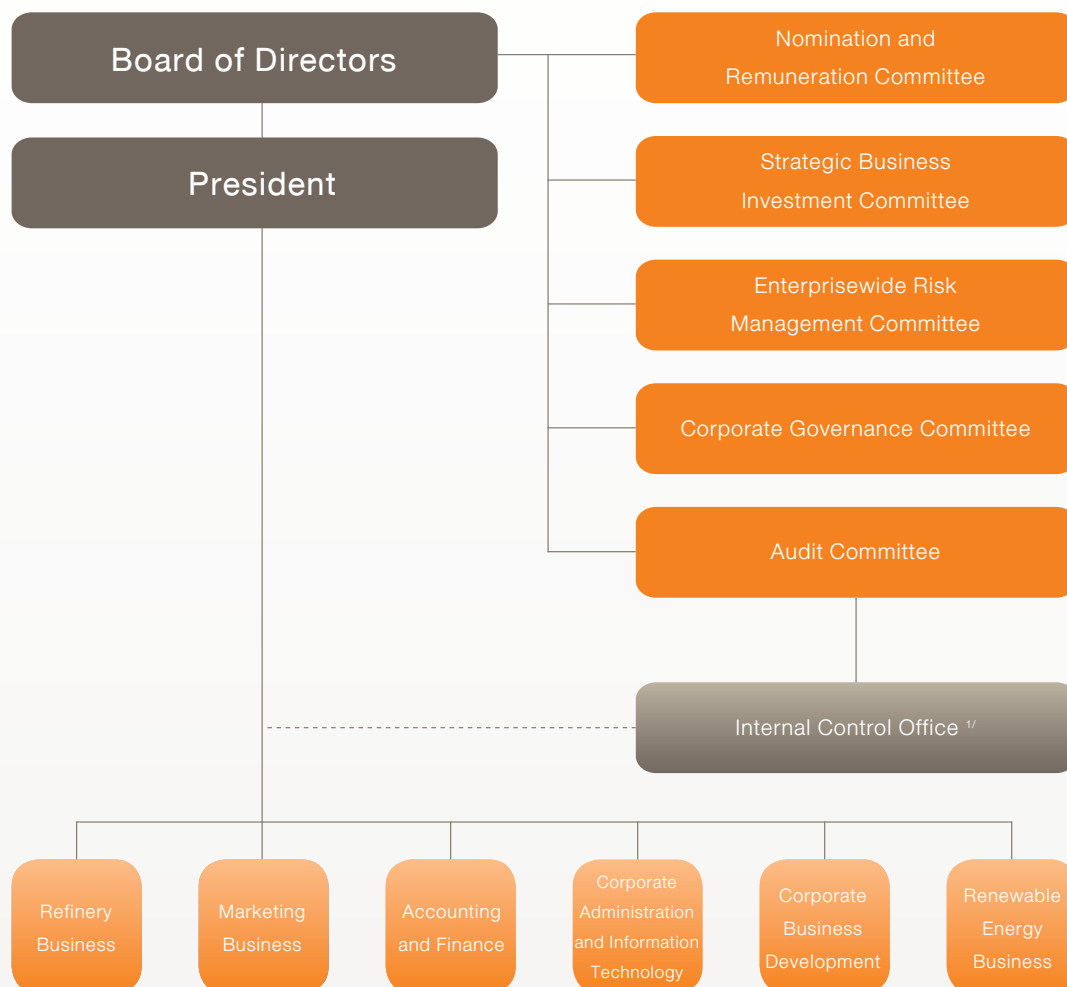 Board of Directors
President
Nomination and
Remuneration Committee
Strategic Business
Investment Committee
Enterprisewide Risk
Management Committee
Corporate Governance Committee
Audit Committee
Internal Control Office 1/
Refinery
Business
Marketing
Business
Accounting
and Finance
Corporate
Administration
and Information
Technology
Corporate
Business
Development
Renewable
Energy
Business